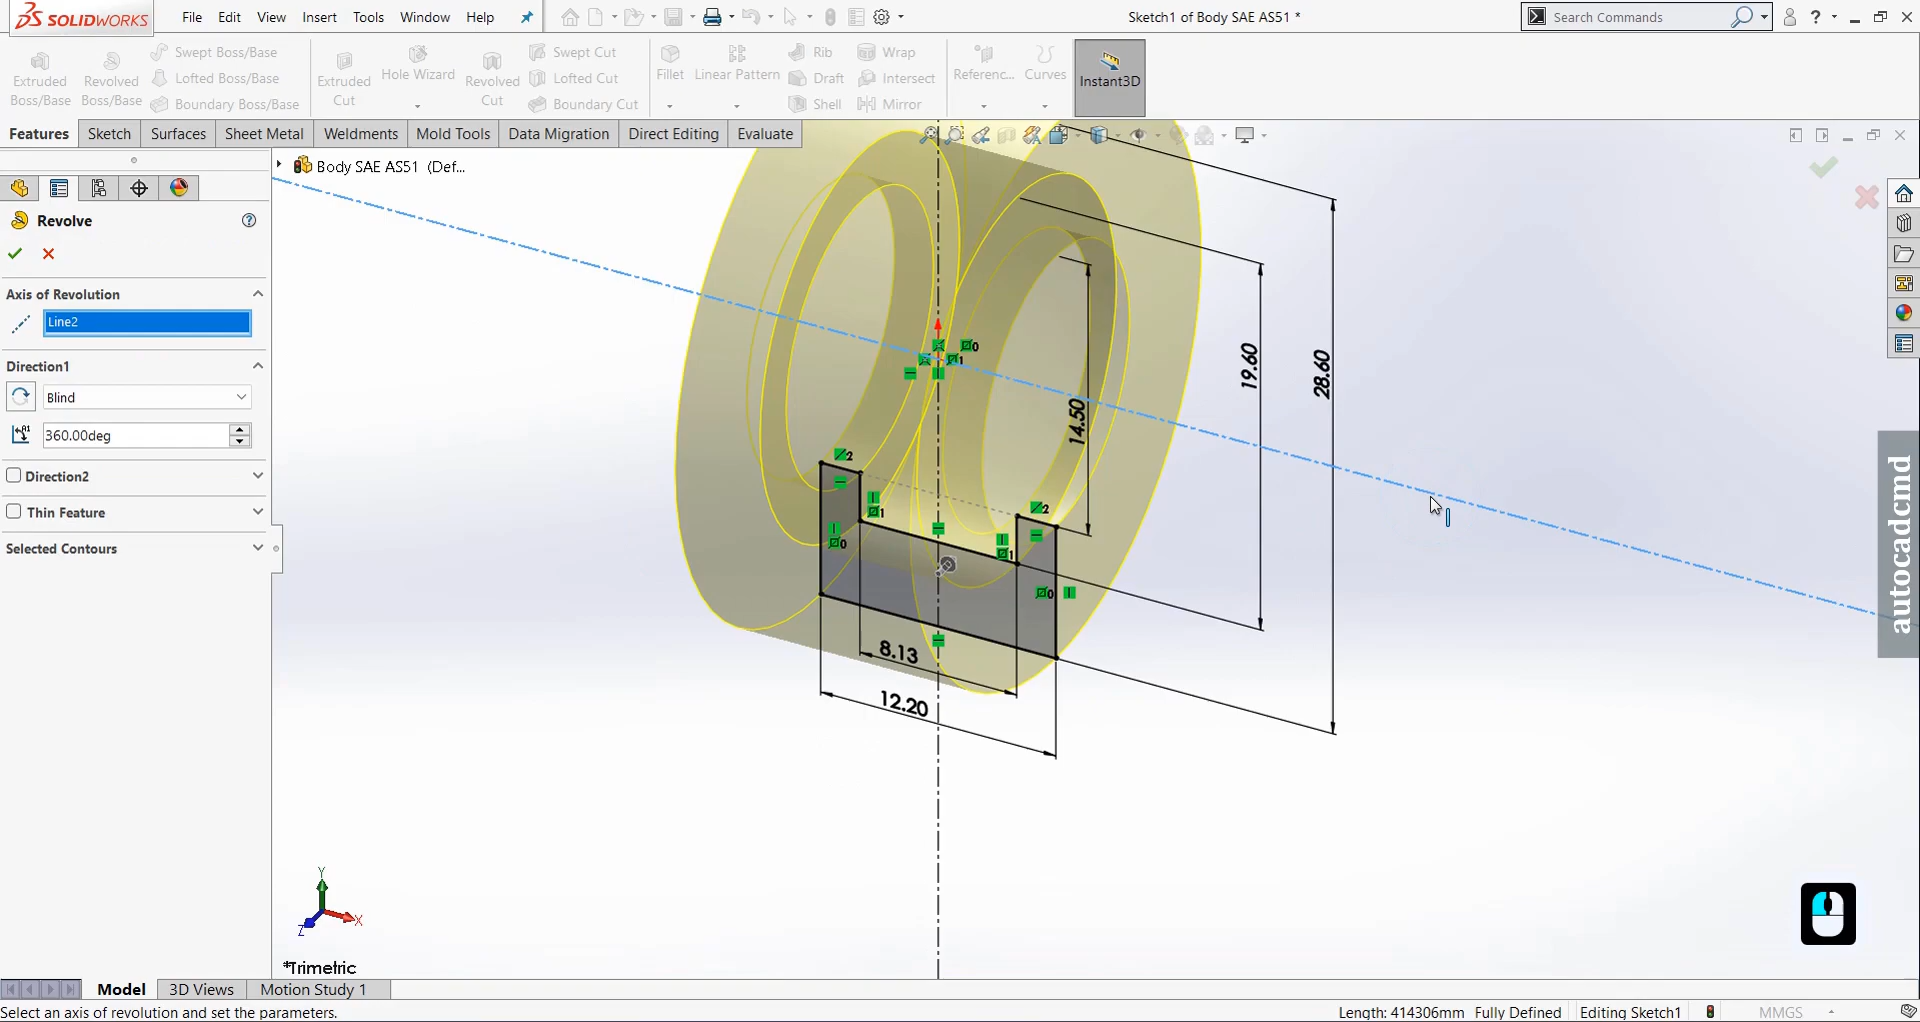 SOLIDWORKS
File Edit View Insert Tools Window Help
Sketch1 of Body SAE AS51 *
Search Commands
Extruded Boss/Base
Revolved Boss/Base
Swept Boss/Base
Lofted Boss/Base
Boundary Boss/Base
Extruded Cut
Hole Wizard
Revolved Cut
Swept Cut
Lofted Cut
Boundary Cut
Fillet
Linear Pattern
Rib
Draft
Shell
Wrap
Intersect
Mirror
Referenc...
Curves
Instant3D
Features Sketch Surfaces Sheet Metal Weldments Mold Tools Data Migration Direct Editing Evaluate
Body SAE AS51 (Def...
Revolve
Axis of Revolution
Line2
Direction1
Blind
360.00deg
Direction2
Thin Feature
Selected Contours
14.50
19.60
28.60
8.13
12.20
autocadcmd
Y
X
Z
*Trimetric
Model 3D Views Motion Study 1
Select an axis of revolution and set the parameters.
Length: 414306mm Fully Defined Editing Sketch1 MMGS